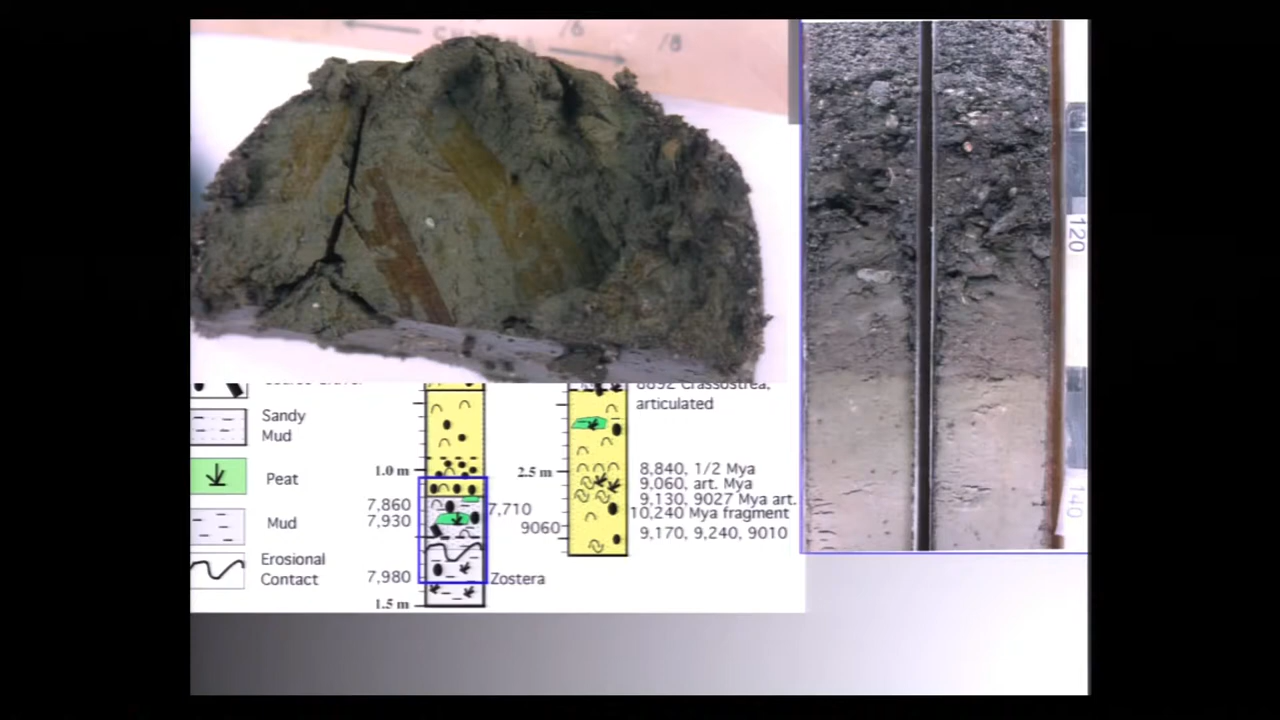 /6
/8
120
140
8892 Crassostrea,
articulated
Sandy
Mud
Peat
Mud
Erosional
Contact
1.0 m
7,860
7,930
7,710
7,980
Zostera
1.5 m
2.5 m
9060
8,840, 1/2 Mya
9,060, art. Mya
9,130, 9027 Mya art.
10,240 Mya fragment
9,170, 9,240, 9010